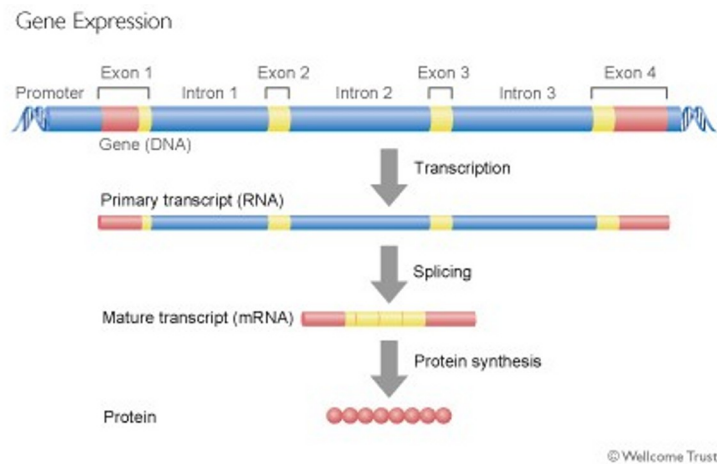 Gene Expression
Exon 1
Exon 2
Exon 3
Exon 4
Promoter
Intron 1
Intron 2
Intron 3
Gene (DNA)
Transcription
Primary transcript (RNA)
Splicing
Mature transcript (mRNA)
Protein synthesis
Protein
© Wellcome Trust